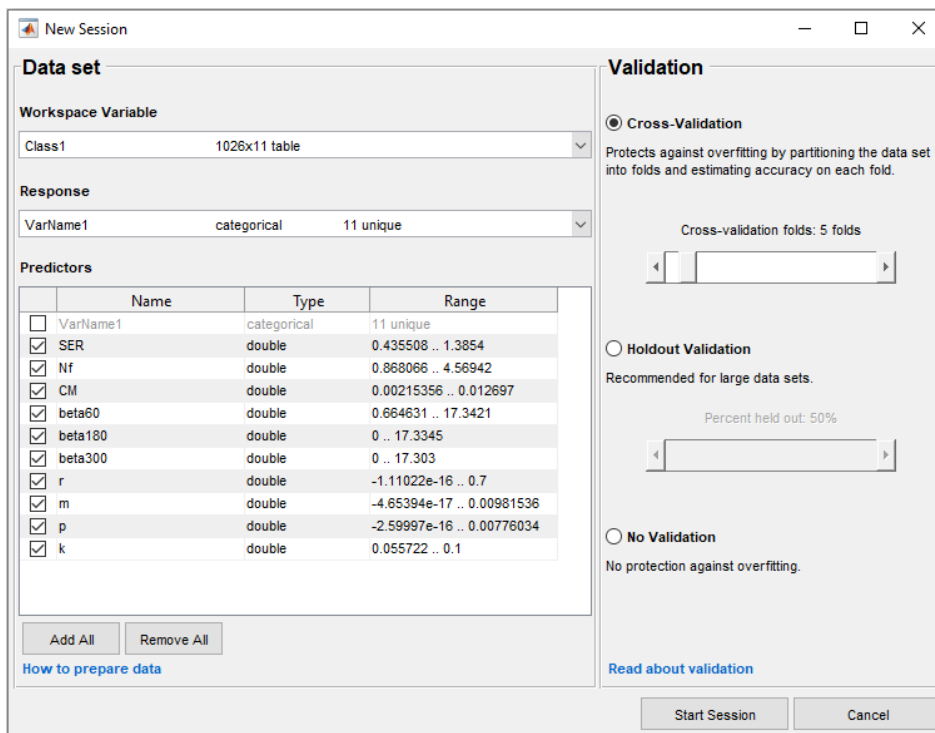 New Session
Data set
Workspace Variable
Class1 1026x11 table
Response
VarName1 categorical 11 unique
Predictors
Name Type Range
VarName1 categorical 11 unique
SER double 0.435508 .. 1.3854
Nf double 0.868066 .. 4.56942
CM double 0.00215356 .. 0.012697
beta60 double 0.664631 .. 17.3421
beta180 double 0 .. 17.3345
beta300 double 0 .. 17.303
r double -1.11022e-16 .. 0.7
m double -4.65394e-17 .. 0.00981536
p double -2.59997e-16 .. 0.00776034
k double 0.055722 .. 0.1
Add All Remove All
How to prepare data
Validation
Cross-Validation
Protects against overfitting by partitioning the data set
into folds and estimating accuracy on each fold.
Cross-validation folds: 5 folds
Holdout Validation
Recommended for large data sets.
Percent held out: 50%
No Validation
No protection against overfitting.
Read about validation
Start Session Cancel